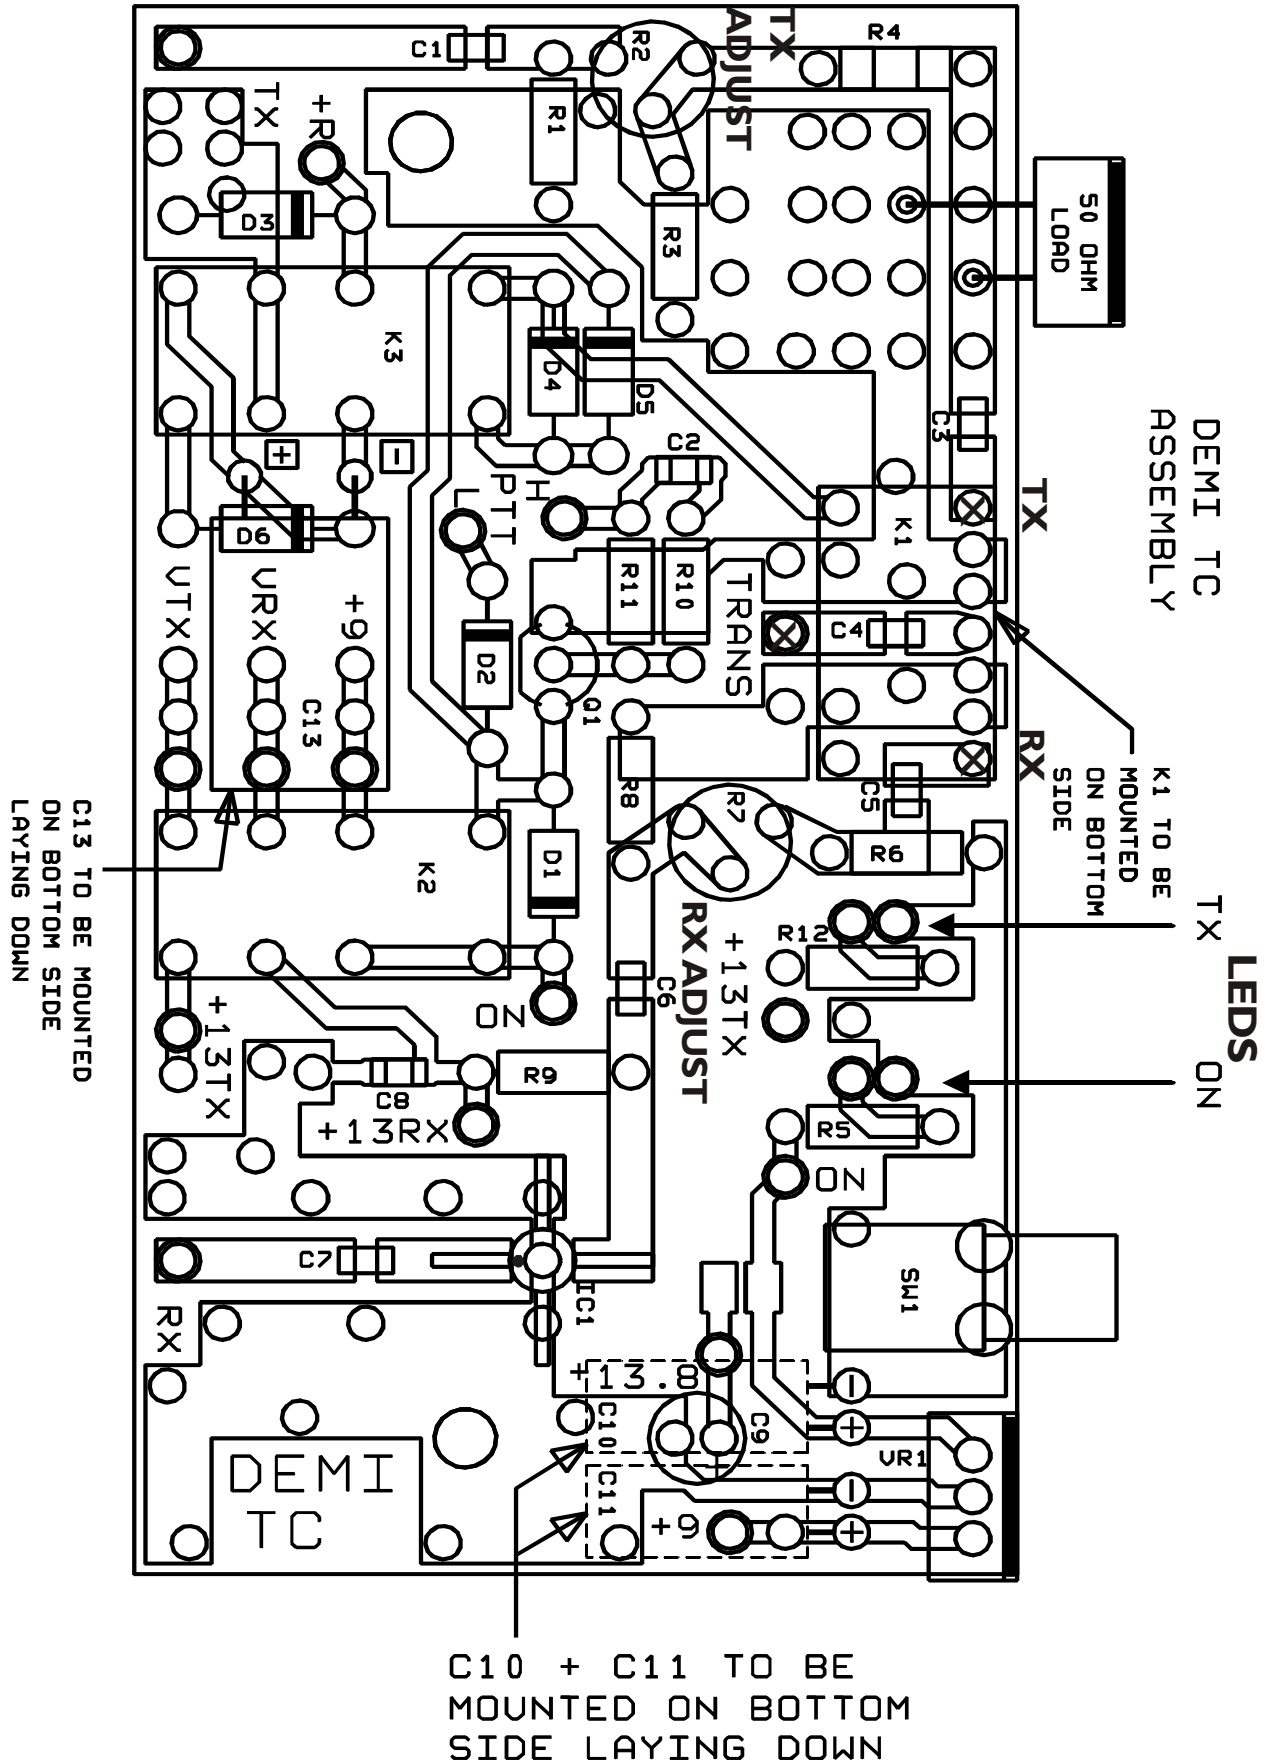 DEMI TC
ASSEMBLY
TX
ADJUST
R4
C1
R2
R1
R3
50 OHM
LOAD
TX
+R
D3
K3
D4
D5
C2
C3
TX
+
-
D6
L
PTT
H
K1
R11
R10
TRANS
C4
VTX
VRX
+9
D2
Q1
C13
RX
C5
K1 TO BE
MOUNTED
ON BOTTOM
SIDE
C13 TO BE MOUNTED
ON BOTTOM SIDE
LAYING DOWN
K2
D1
R8
R7
R6
RX ADJUST
+13TX
R12
TX
LEDS
ON
C6
ON
+13TX
C8
R9
+13RX
R5
ON
C7
IC1
RX
SW1
+13.8
C10
C9
C11
+9
VR1
-
+
-
+
DEMI
TC
C10 + C11 TO BE
MOUNTED ON BOTTOM
SIDE LAYING DOWN